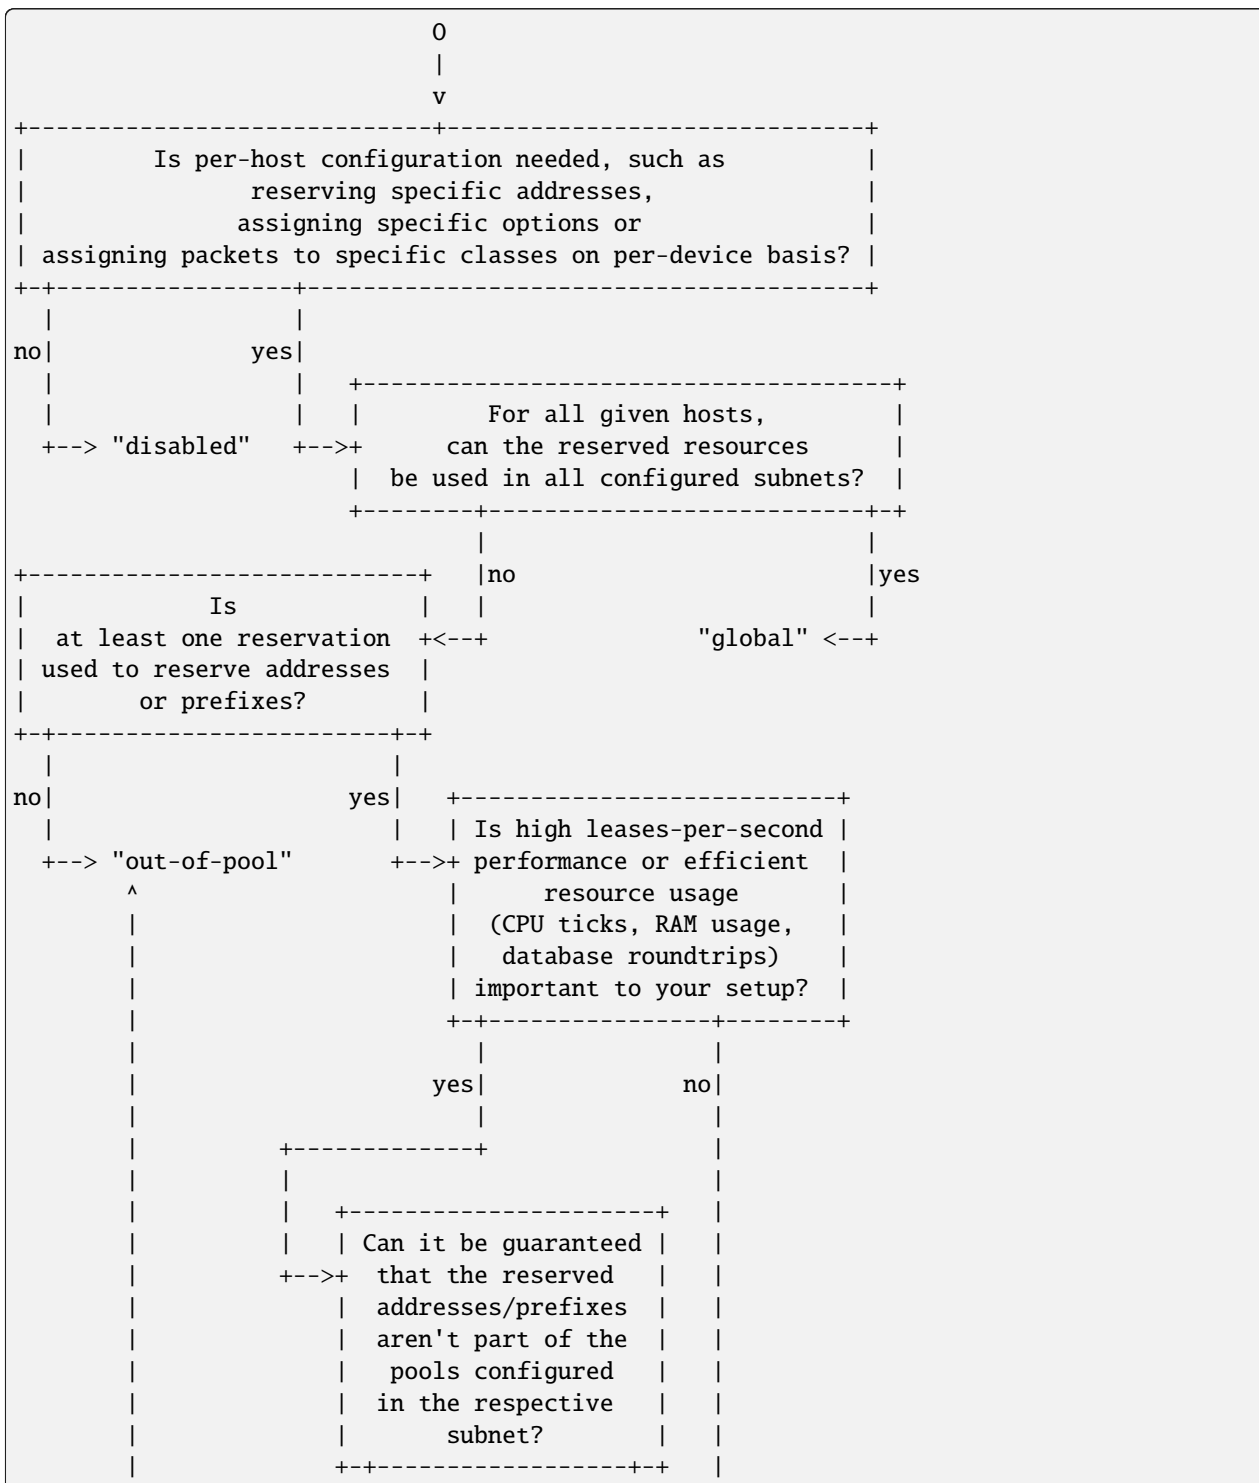 O
                              |
                              v
+-----------------------------+------------------------------+
|         Is per-host configuration needed, such as          |
|                reserving specific addresses,               |
|               assigning specific options or                |
| assigning packets to specific classes on per-device basis? |
+-+-----------------+----------------------------------------+
  |                 |
no|              yes|
  |                 |   +--------------------------------------+
  |                 |   |         For all given hosts,         |
  +--> "disabled"   +-->+      can the reserved resources      |
                        |  be used in all configured subnets?  |
                        +--------+---------------------------+-+
                                 |                           |
+----------------------------+   |no                         |yes
|             Is             |   |                           |
|  at least one reservation  +<--+               "global" <--+
| used to reserve addresses  |
|        or prefixes?        |
+-+------------------------+-+
  |                        |
no|                     yes|   +---------------------------+
  |                        |   | Is high leases-per-second |
  +--> "out-of-pool"       +-->+ performance or efficient  |
        ^                      |      resource usage       |
        |                      |  (CPU ticks, RAM usage,   |
        |                      |   database roundtrips)    |
        |                      | important to your setup?  |
        |                      +-+----------------+--------+
        |                        |                |
        |                     yes|              no|
        |                        |                |
        |          +-------------+                |
        |          |                              |
        |          |   +----------------------+   |
        |          |   | Can it be guaranteed |   |
        |          +-->+  that the reserved   |   |
        |              |  addresses/prefixes  |   |
        |              |  aren't part of the  |   |
        |              |   pools configured   |   |
        |              |  in the respective   |   |
        |              |       subnet?        |   |
        |              +-+------------------+-+   |